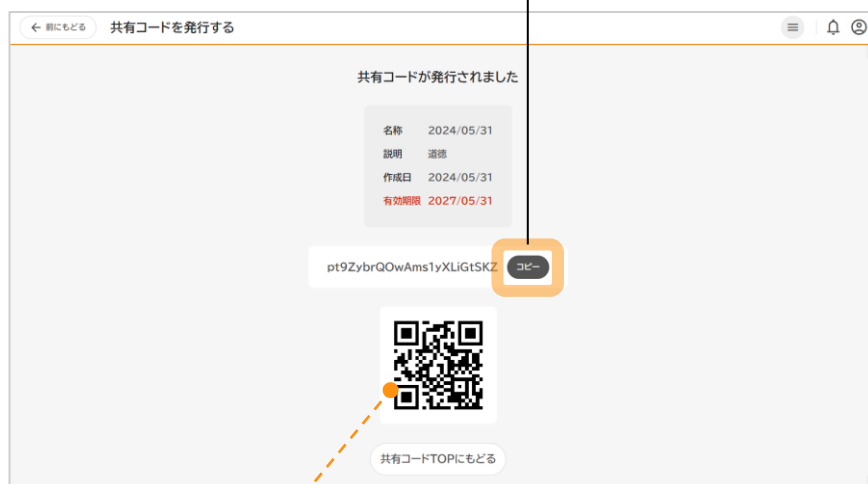 ← 前にもどる 共有コードを発行する
共有コードが発行されました
名称 2024/05/31
説明 道徳
作成日 2024/05/31
有効期限 2027/05/31
pt9ZybrQOwAms1yXLiGtSKZ コピー
共有コードTOPにもどる